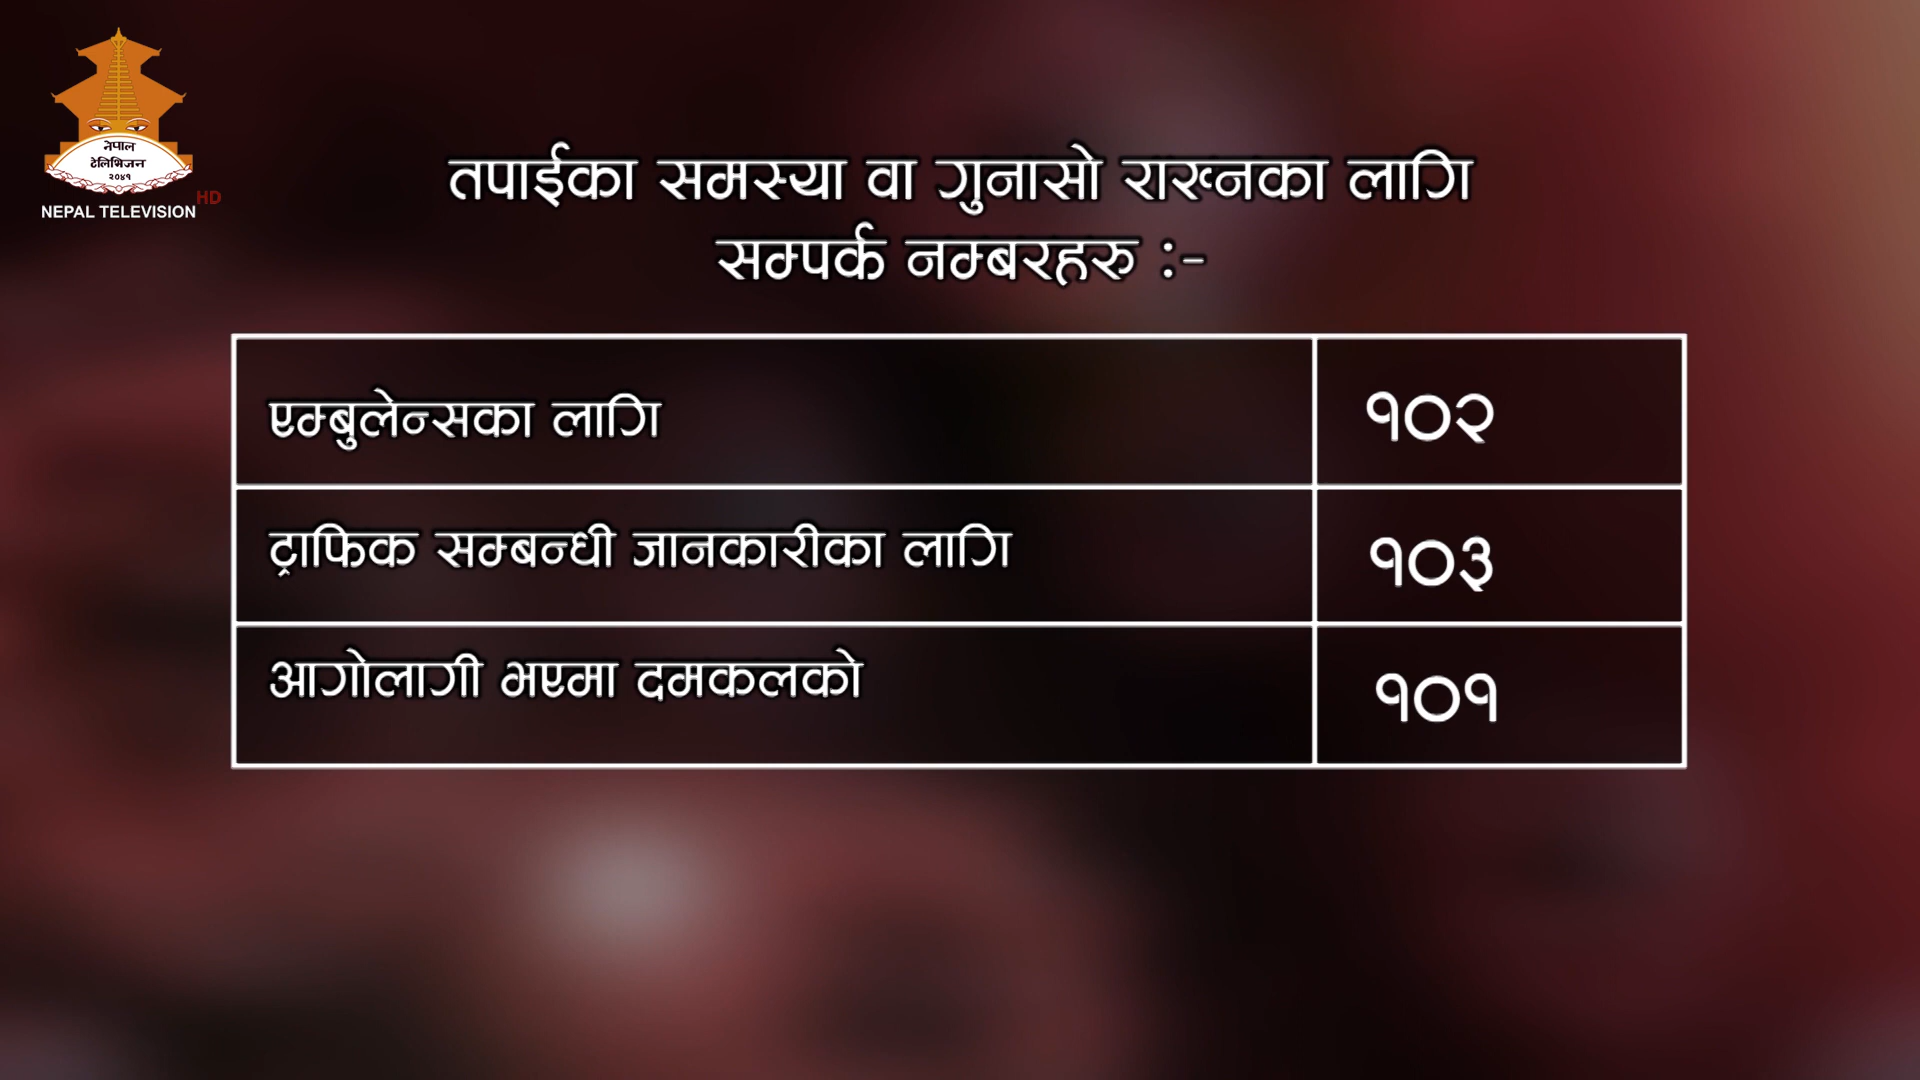 नेपाल
टेलिभिजन
२०४१
NEPAL TELEVISION HD
तपाईका समस्या वा गुनासो राख्नका लागि
सम्पर्क नम्बरहरु :-
एम्बुलेन्सका लागि १०२
ट्राफिक सम्बन्धी जानकारीका लागि १०३
आगोलागी भएमा दमकलको १०१